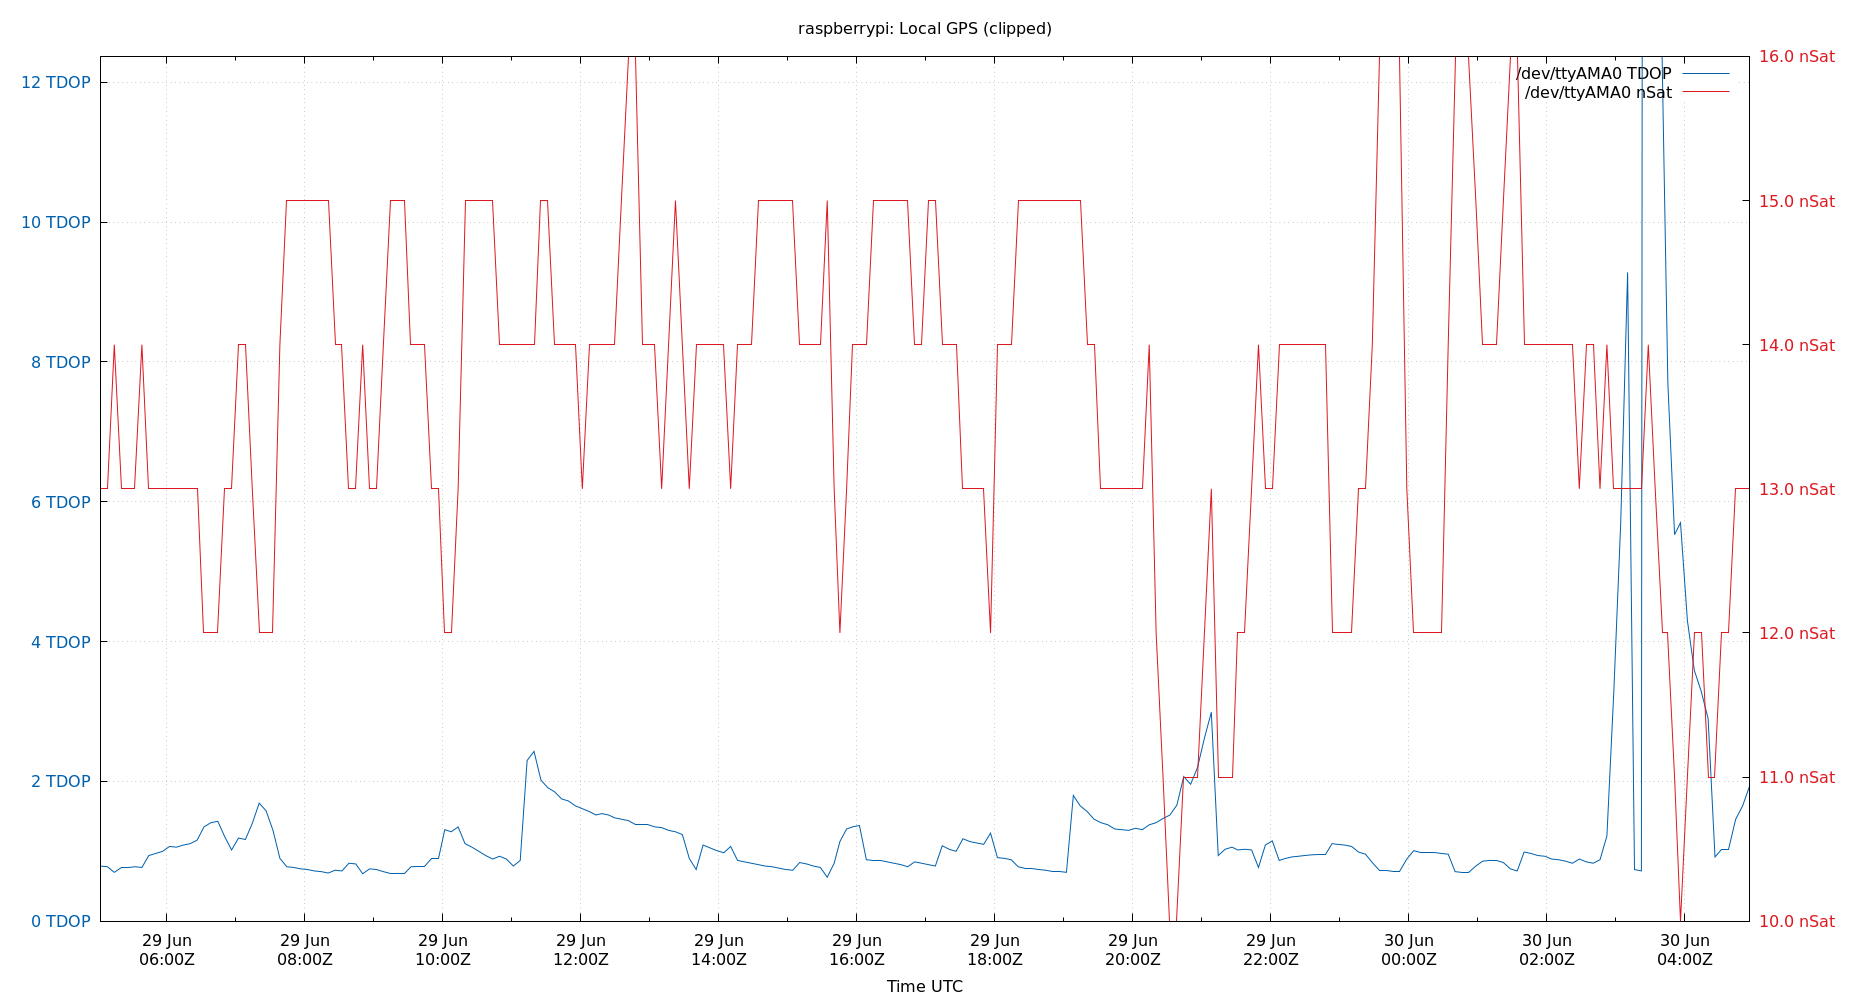 raspberrypi: Local GPS (clipped)
12 TDOP
10 TDOP
8 TDOP
6 TDOP
4 TDOP
2 TDOP
0 TDOP
/dev/ttyAMA0 TDOP
/dev/ttyAMA0 nSat
16.0 nSat
15.0 nSat
14.0 nSat
13.0 nSat
12.0 nSat
11.0 nSat
10.0 nSat
29 Jun 29 Jun 29 Jun 29 Jun 29 Jun 29 Jun 29 Jun 29 Jun 29 Jun 30 Jun 30 Jun 30 Jun
06:00Z 08:00Z 10:00Z 12:00Z 14:00Z 16:00Z 18:00Z 20:00Z 22:00Z 00:00Z 02:00Z 04:00Z
Time UTC